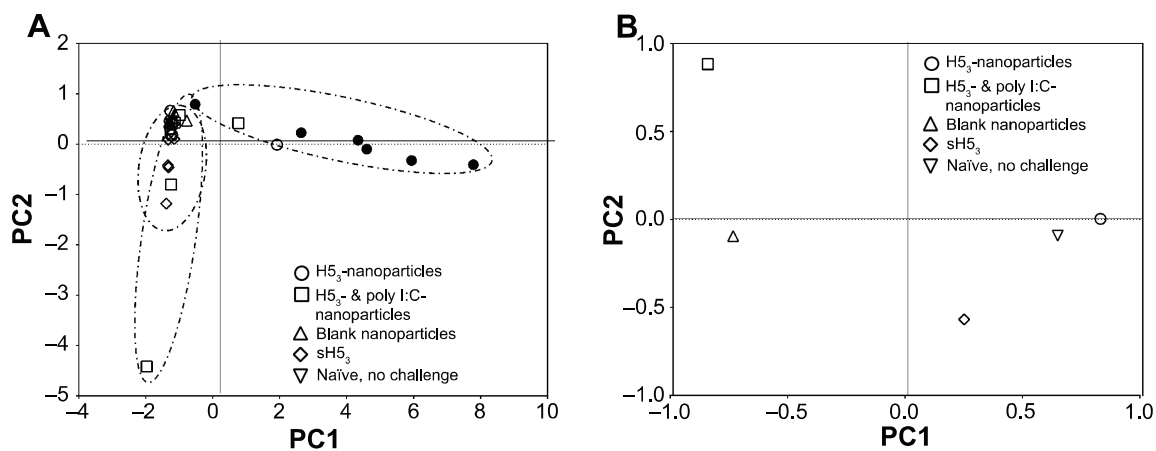 A
2
1
0
−1
−2
−3
−4
−5
PC2
−4
−2
0
2
4
6
8
10
PC1
H5₃-nanoparticles
H5₃- & poly I:C-
nanoparticles
Blank nanoparticles
sH5₃
Naïve, no challenge
B
1.0
0.5
0.0
−0.5
−1.0
PC2
−1.0
−0.5
0.0
0.5
1.0
PC1
H5₃-nanoparticles
H5₃- & poly I:C-
nanoparticles
Blank nanoparticles
sH5₃
Naïve, no challenge